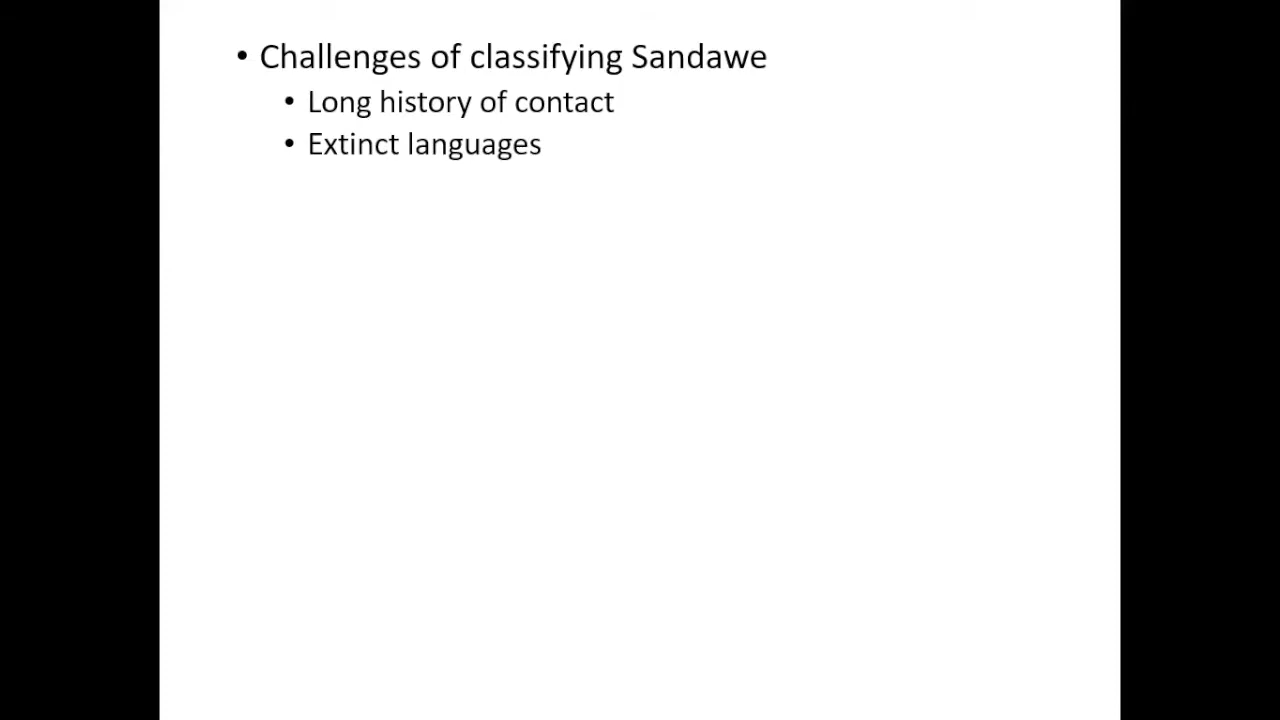 • Challenges of classifying Sandawe
• Long history of contact
• Extinct languages